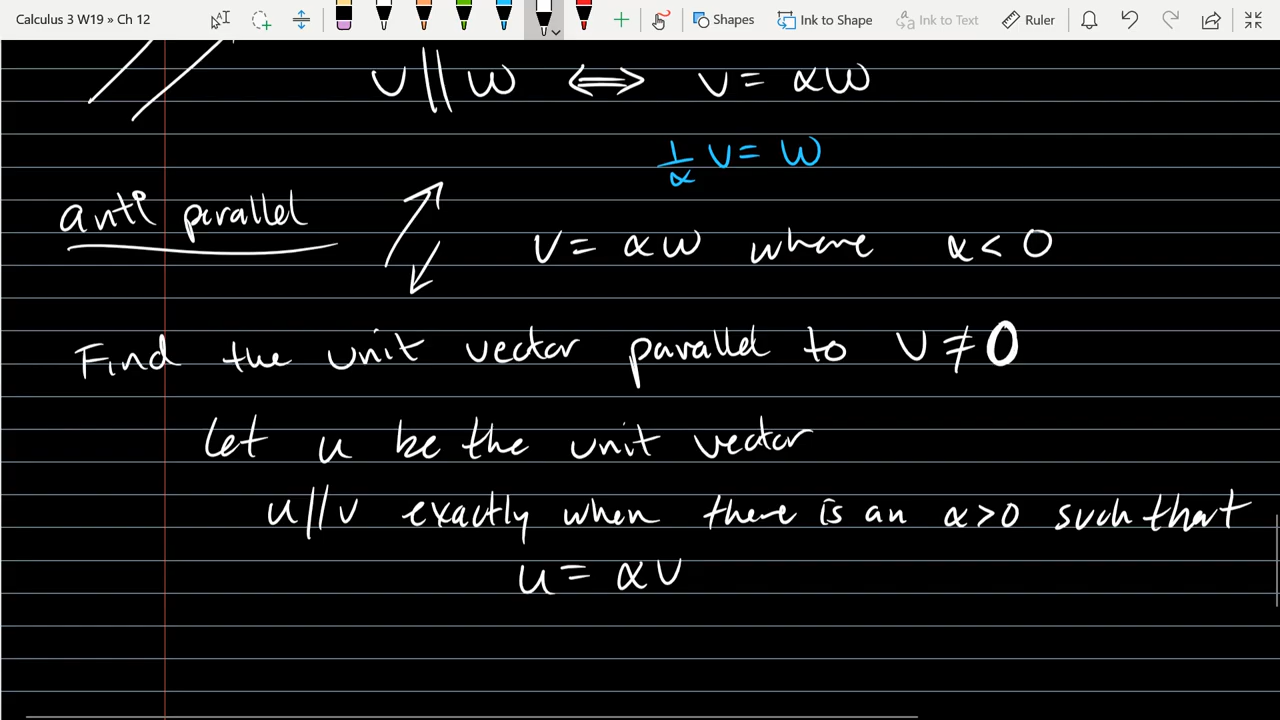 Calculus 3 W19 » Ch 12
Shapes
Ink to Shape
Ink to Text
Ruler
v ∥ w ⟺ v = αw
1/α v = w
anti parallel
v = αw where α < 0
Find the unit vector parallel to v ≠ 0
Let u be the unit vector
u // v exactly when there is an α > 0 such that
u = αv